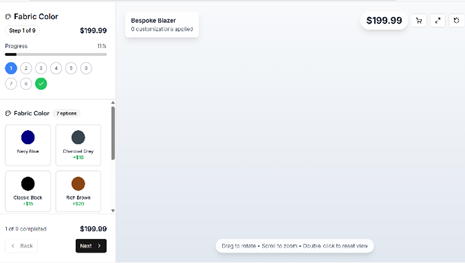 Fabric Color
$199.99
Step 1 of 9
Progress
11%
1
2
3
4
5
6
7
8
Fabric Color
7 options
Navy Blue
Charcoal Grey
+$10
Classic Black
+$15
Rich Brown
+$20
1 of 9 completed
$199.99
Back
Next
Bespoke Blazer
0 customizations applied
$199.99
Drag to rotate • Scroll to zoom • Double click to reset view